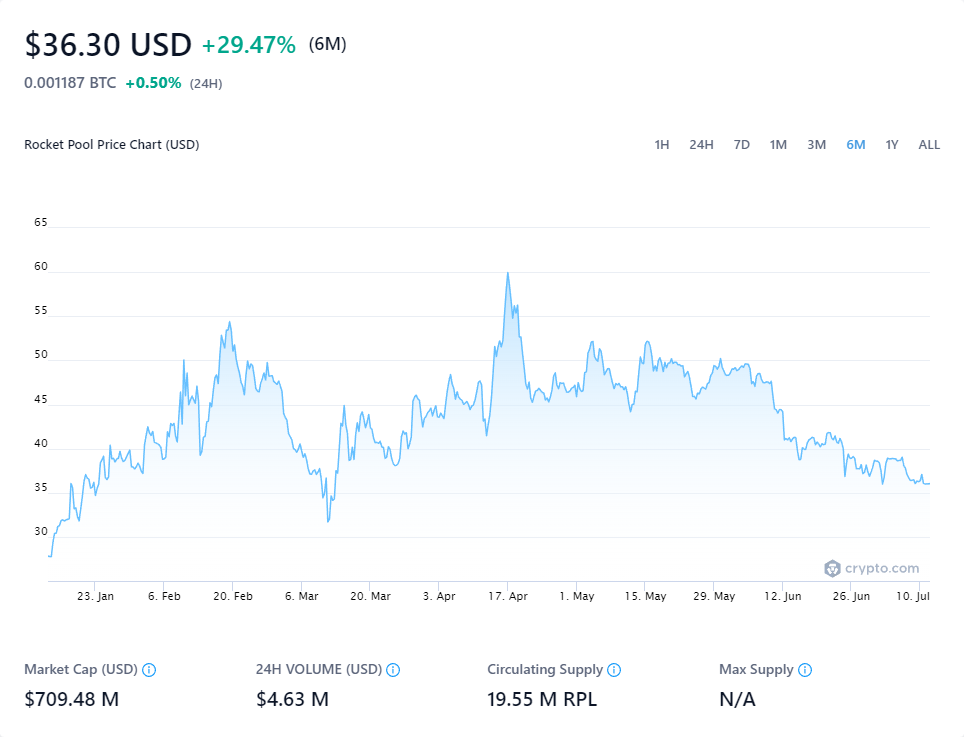 $36.30 USD +29.47% (6M)
0.001187 BTC +0.50% (24H)
Rocket Pool Price Chart (USD) 1H 24H 7D 1M 3M 6M 1Y ALL
65
60
55
50
45
40
35
30
crypto.com
23. Jan 6. Feb 20. Feb 6. Mar 20. Mar 3. Apr 17. Apr 1. May 15. May 29. May 12. Jun 26. Jun 10. Jul
Market Cap (USD) 24H VOLUME (USD) Circulating Supply Max Supply
$709.48 M $4.63 M 19.55 M RPL N/A